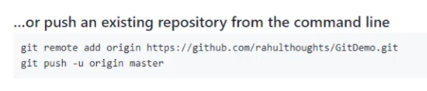 ...or push an existing repository from the command line
git remote add origin https://github.com/rahulthoughts/GitDemo.git
git push -u origin master